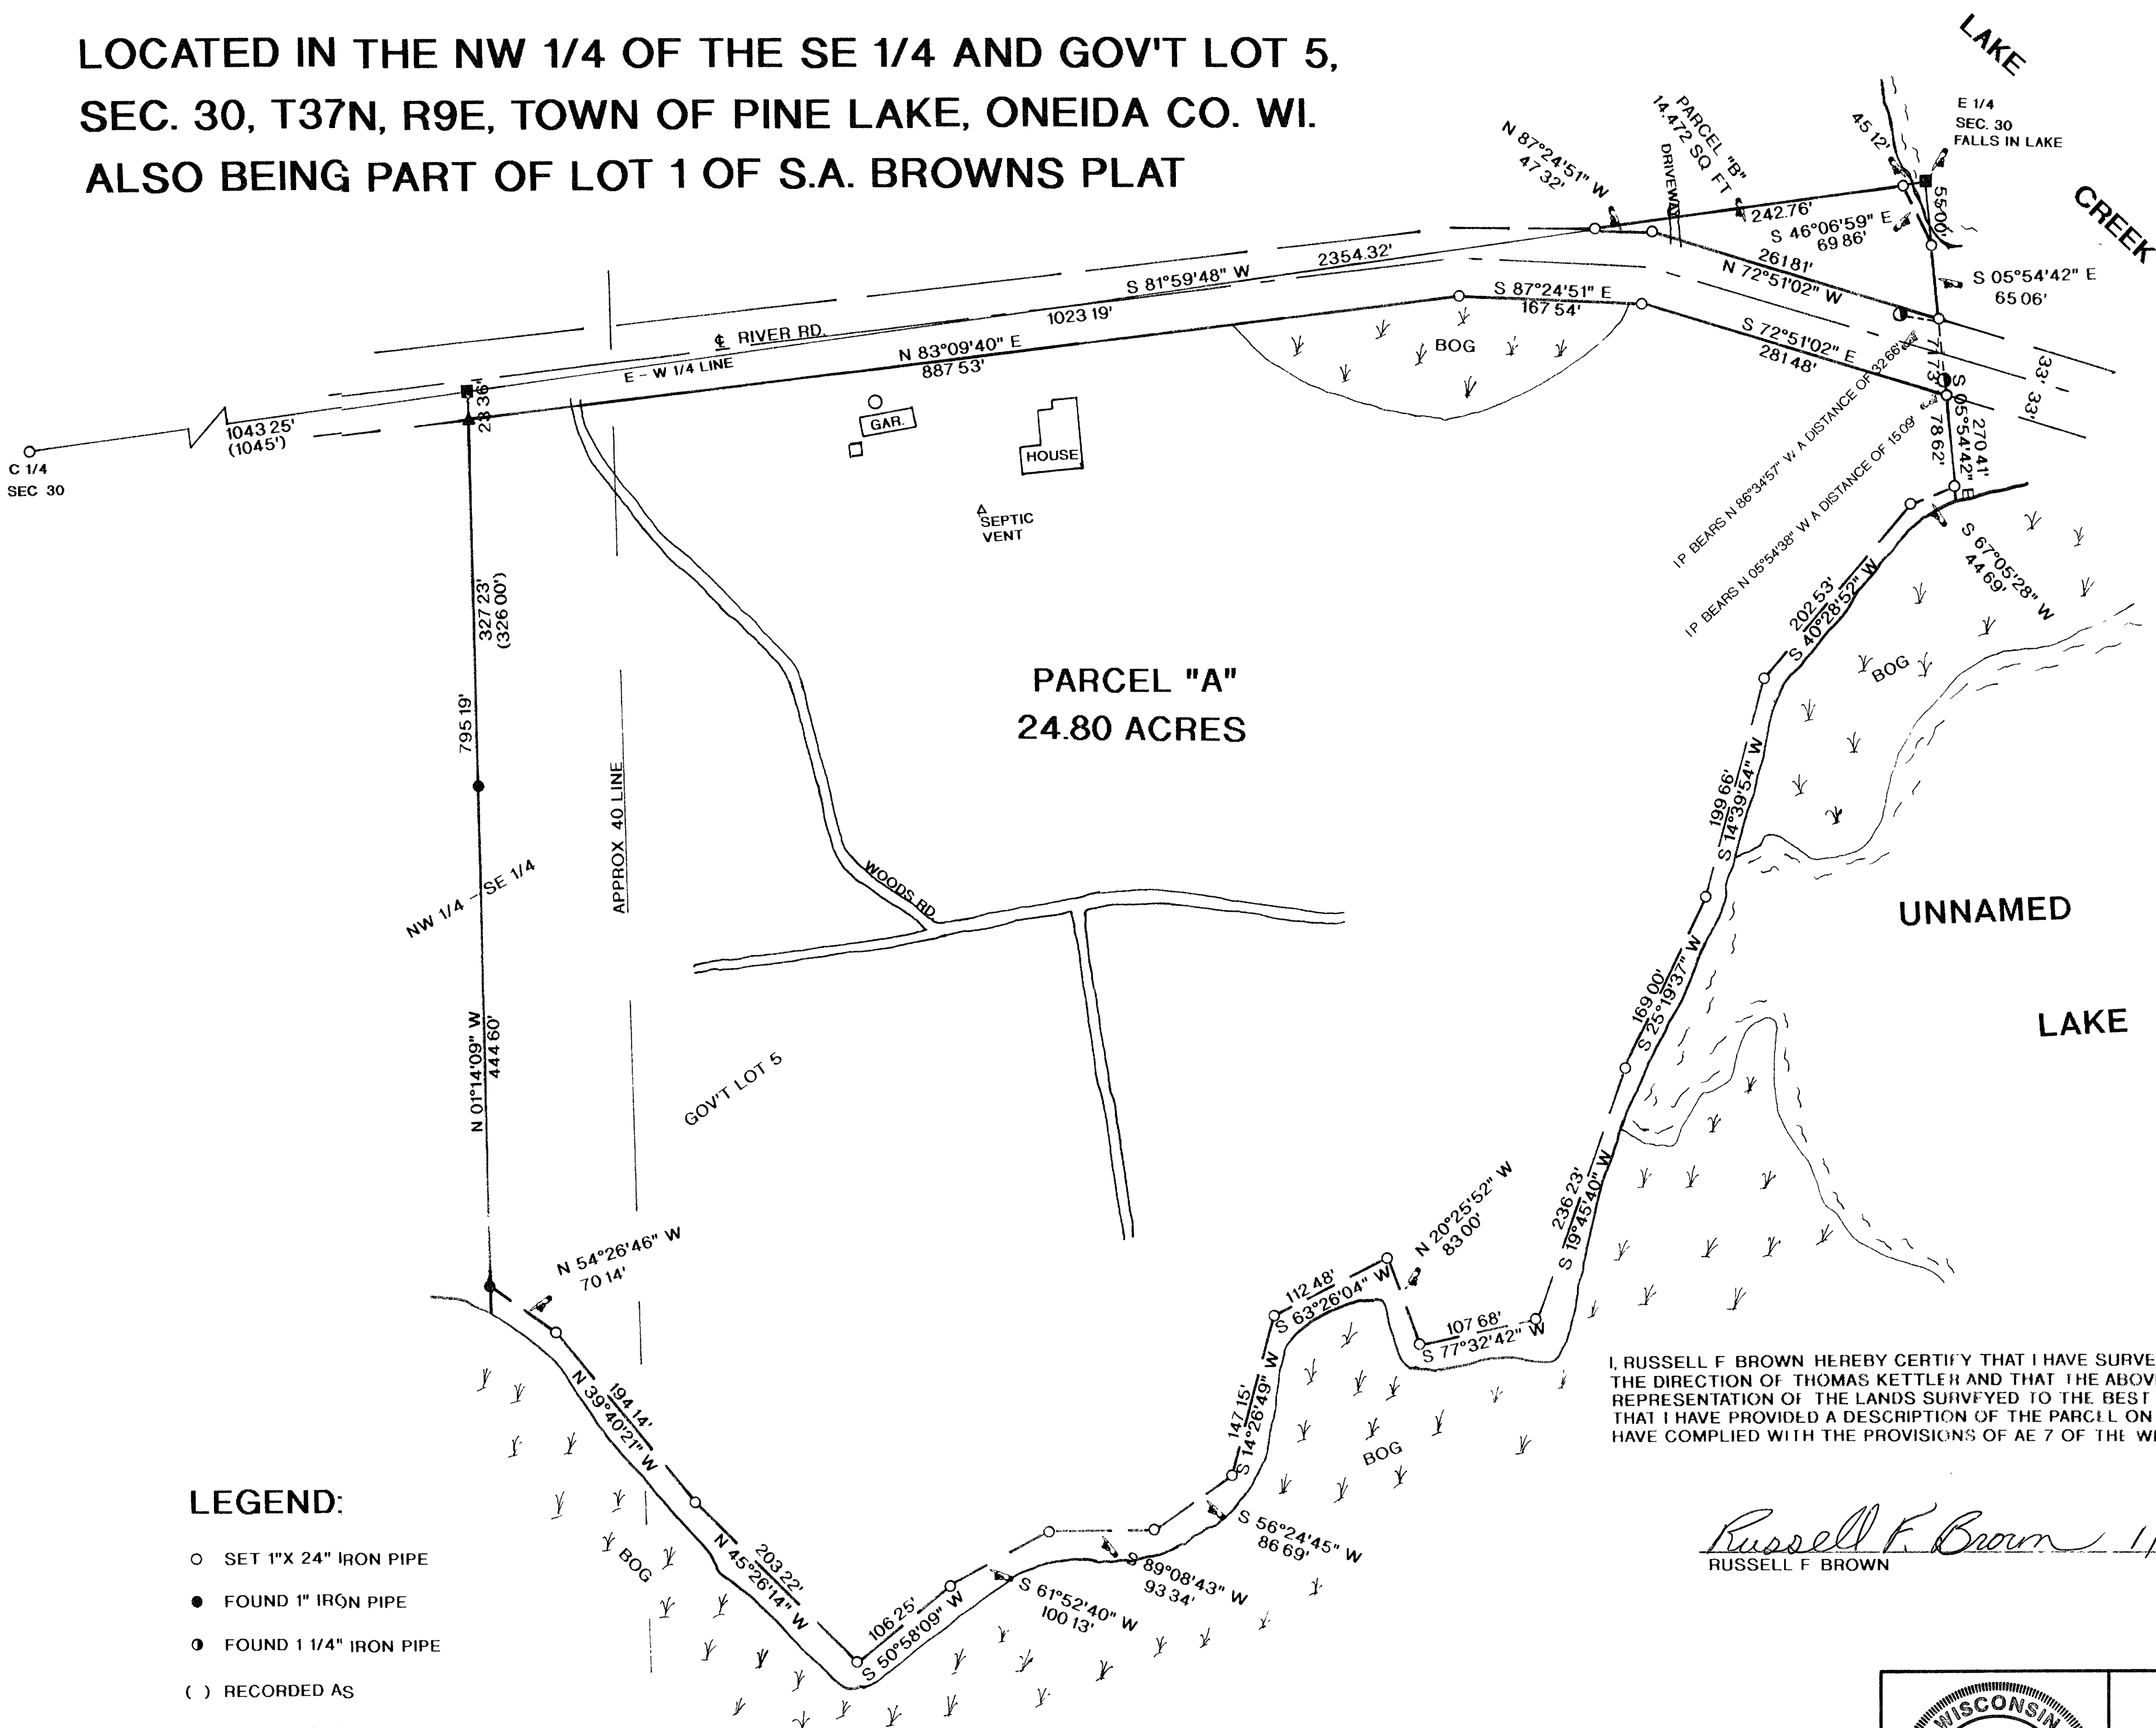 LOCATED IN THE NW 1/4 OF THE SE 1/4 AND GOV'T LOT 5,
SEC. 30, T37N, R9E, TOWN OF PINE LAKE, ONEIDA CO. WI.
ALSO BEING PART OF LOT 1 OF S.A. BROWNS PLAT
LAKE
CREEK
E 1/4
SEC. 30
FALLS IN LAKE
45 12'
55 00'
PARCEL "B"
14,472 SQ FT
DRIVEWAY
N 87°24'51" W
47 32'
242.76'
S 46°06'59" E
69 86'
261 81'
N 72°51'02" W
S 05°54'42" E
65 06'
S 81°59'48" W
2354.32'
1023 19'
S 87°24'51" E
167 54'
S 72°51'02" E
281 48'
71 73'
33'
33'
℄ RIVER RD.
E - W 1/4 LINE
N 83°09'40" E
887 53'
BOG
23 36'
1043 25'
(1045')
C 1/4
SEC 30
GAR.
HOUSE
SEPTIC
VENT
IP BEARS N 86°34'57" W A DISTANCE OF 32 66'
IP BEARS N 05°54'38" W A DISTANCE OF 15 09'
S 05°54'42" E
270 41'
78 62'
S 67°05'28" W
44 69'
202 53'
S 40°28'52" W
BOG
327 23'
(326 00')
795 19'
PARCEL "A"
24.80 ACRES
APPROX 40 LINE
199 66'
S 14°39'54" W
WOODS RD.
NW 1/4 - SE 1/4
UNNAMED
LAKE
169 00'
S 25°19'37" W
N 01°14'09" W
444 60'
GOV'T LOT 5
236 23'
S 19°45'40" W
N 20°25'52" W
83 00'
N 54°26'46" W
70 14'
112 48'
S 63°26'04" W
107 68'
S 77°32'42" W
147 15'
S 14°26'49" W
194 14'
N 39°40'21" W
BOG
I, RUSSELL F BROWN HEREBY CERTIFY THAT I HAVE SURVE
THE DIRECTION OF THOMAS KETTLER AND THAT THE ABOV
REPRESENTATION OF THE LANDS SURVEYED TO THE BEST
THAT I HAVE PROVIDED A DESCRIPTION OF THE PARCEL ON
HAVE COMPLIED WITH THE PROVISIONS OF AE 7 OF THE WI
Russell F. Brown
RUSSELL F BROWN
S 56°24'45" W
86 69'
S 89°08'43" W
93 34'
S 61°52'40" W
100 13'
106 25'
S 50°58'09" W
203 22'
N 45°26'14" W
BOG
LEGEND:
SET 1"X 24" IRON PIPE
FOUND 1" IRON PIPE
FOUND 1 1/4" IRON PIPE
( ) RECORDED AS
WISCONSIN